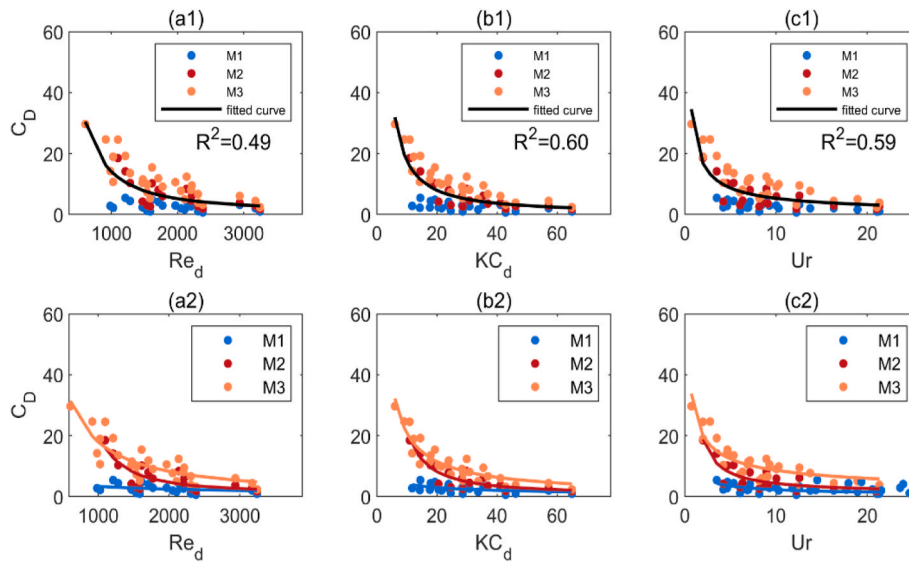 (a1)
60
40
20
0
C_D
M1
M2
M3
fitted curve
R²=0.49
1000 2000 3000
Re_d
(b1)
60
40
20
0
M1
M2
M3
fitted curve
R²=0.60
0 20 40 60
KC_d
(c1)
60
40
20
0
M1
M2
M3
fitted curve
R²=0.59
0 10 20
Ur
(a2)
60
40
20
0
C_D
M1
M2
M3
1000 2000 3000
Re_d
(b2)
60
40
20
0
M1
M2
M3
0 20 40 60
KC_d
(c2)
60
40
20
0
M1
M2
M3
0 10 20
Ur